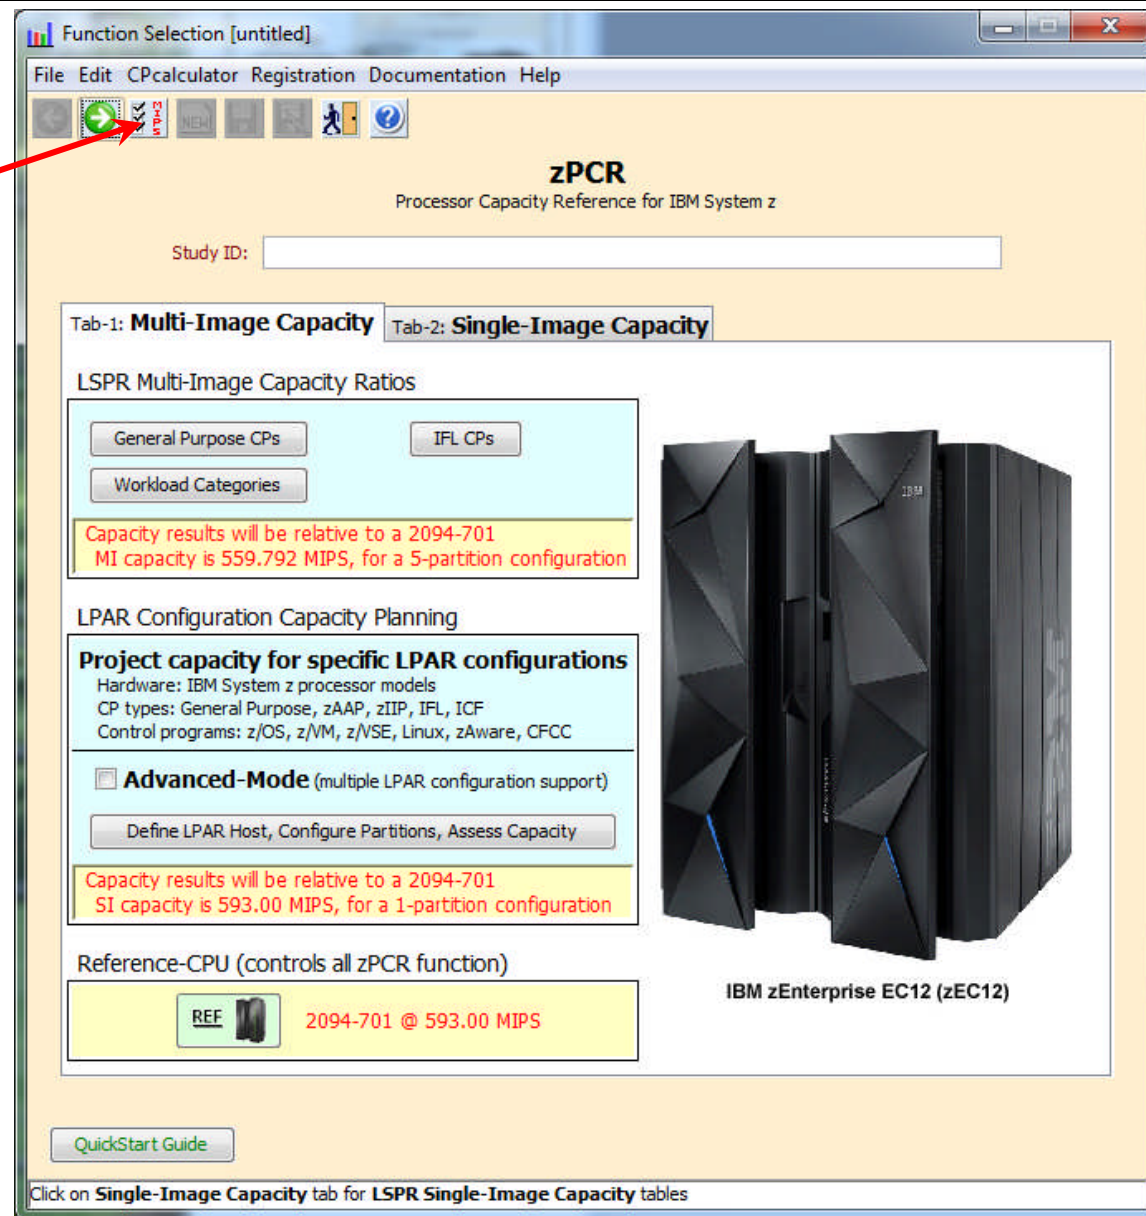 Function Selection [untitled]
File Edit CPcalculator Registration Documentation Help
MIPS NEW
zPCR
Processor Capacity Reference for IBM System z
Study ID:
Tab-1: Multi-Image Capacity Tab-2: Single-Image Capacity
LSPR Multi-Image Capacity Ratios
General Purpose CPs IFL CPs
Workload Categories
Capacity results will be relative to a 2094-701
MI capacity is 559.792 MIPS, for a 5-partition configuration
LPAR Configuration Capacity Planning
Project capacity for specific LPAR configurations
Hardware: IBM System z processor models
CP types: General Purpose, zAAP, zIIP, IFL, ICF
Control programs: z/OS, z/VM, z/VSE, Linux, zAware, CFCC
Advanced-Mode (multiple LPAR configuration support)
Define LPAR Host, Configure Partitions, Assess Capacity
Capacity results will be relative to a 2094-701
SI capacity is 593.00 MIPS, for a 1-partition configuration
Reference-CPU (controls all zPCR function)
REF 2094-701 @ 593.00 MIPS
IBM
IBM
IBM zEnterprise EC12 (zEC12)
QuickStart Guide
Click on Single-Image Capacity tab for LSPR Single-Image Capacity tables